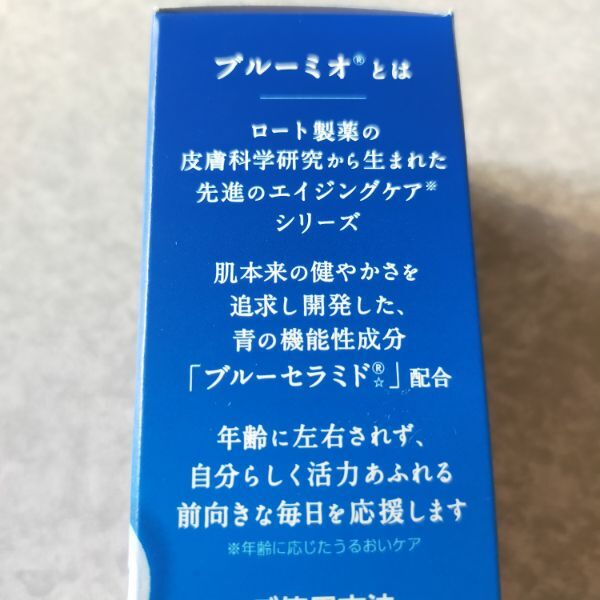 ブルーミオ®とは
ロート製薬の
皮膚科学研究から生まれた
先進のエイジングケア※
シリーズ
肌本来の健やかさを
追求し開発した、
青の機能性成分
「ブルーセラミド®☆」配合
年齢に左右されず、
自分らしく活力あふれる
前向きな毎日を応援します
※年齢に応じたうるおいケア